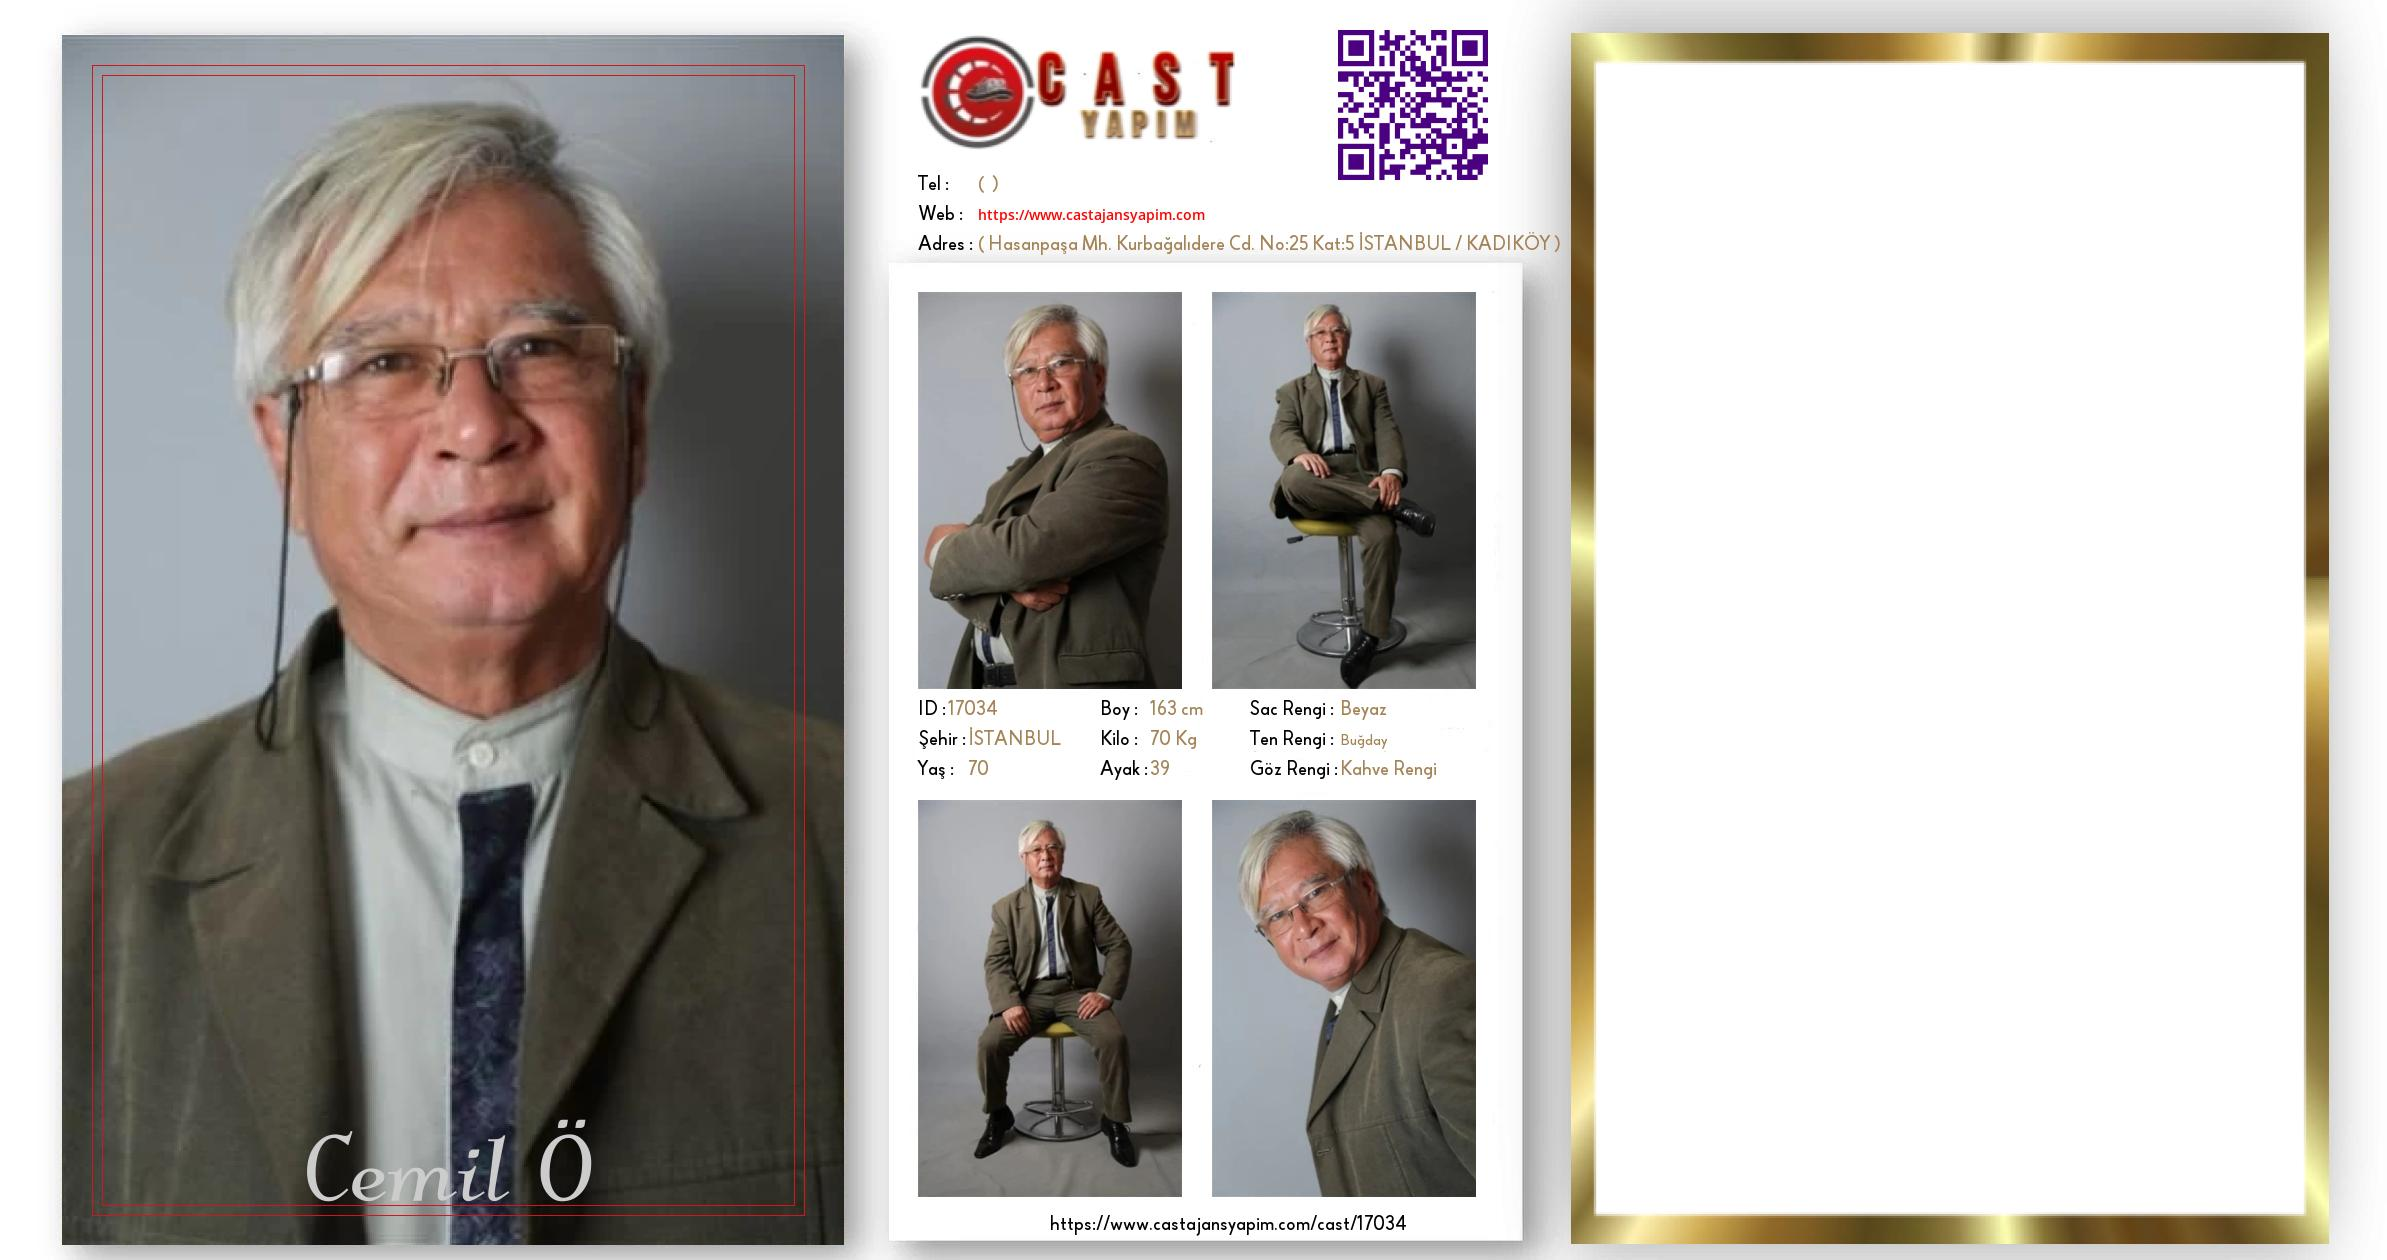 Cemil Ö
CAST
YAPIM
Tel : ( )
Web : https://www.castajansyapim.com
Adres : ( Hasanpaşa Mh. Kurbağalıdere Cd. No:25 Kat:5 İSTANBUL / KADIKÖY )
ID : 17034 Boy : 163 cm Sac Rengi : Beyaz
Şehir : İSTANBUL Kilo : 70 Kg Ten Rengi : Buğday
Yaş : 70 Ayak : 39 Göz Rengi : Kahve Rengi
https://www.castajansyapim.com/cast/17034